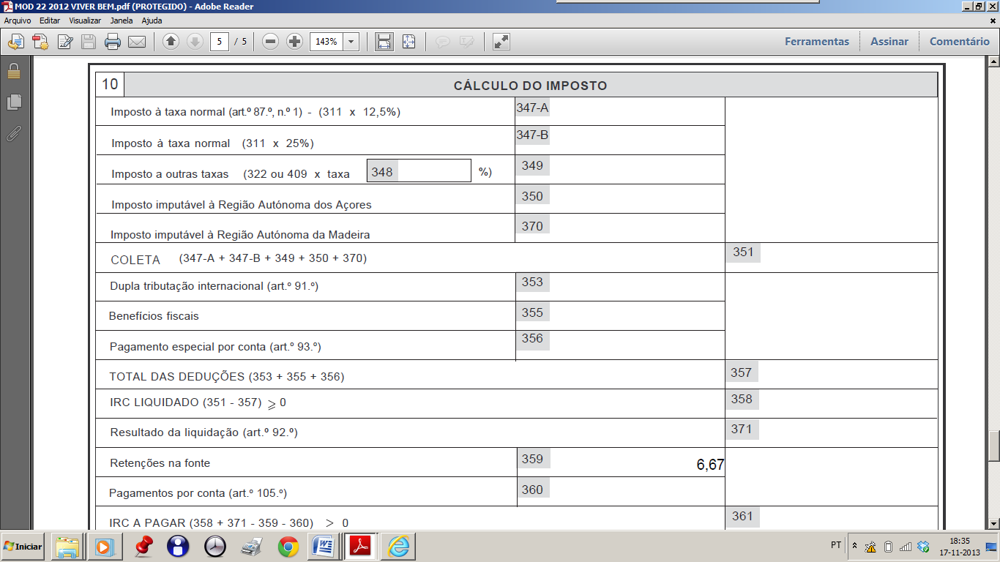 MOD 22 2012 VIVER BEM.pdf (PROTEGIDO) - Adobe Reader
Arquivo Editar Visualizar Janela Ajuda
5 / 5 143% Ferramentas Assinar Comentário
10 CÁLCULO DO IMPOSTO
Imposto à taxa normal (art.º 87.º, n.º 1) - (311 x 12,5%) 347-A
Imposto à taxa normal (311 x 25%) 347-B
Imposto a outras taxas (322 ou 409 x taxa 348 %) 349
Imposto imputável à Região Autónoma dos Açores 350
Imposto imputável à Região Autónoma da Madeira 370
COLETA (347-A + 347-B + 349 + 350 + 370) 351
Dupla tributação internacional (art.º 91.º) 353
Benefícios fiscais 355
Pagamento especial por conta (art.º 93.º) 356
TOTAL DAS DEDUÇÕES (353 + 355 + 356) 357
IRC LIQUIDADO (351 - 357) ⩾ 0 358
Resultado da liquidação (art.º 92.º) 371
Retenções na fonte 359 6,67
Pagamentos por conta (art.º 105.º) 360
IRC A PAGAR (358 + 371 - 359 - 360) > 0 361
Iniciar PT 18:35
17-11-2013